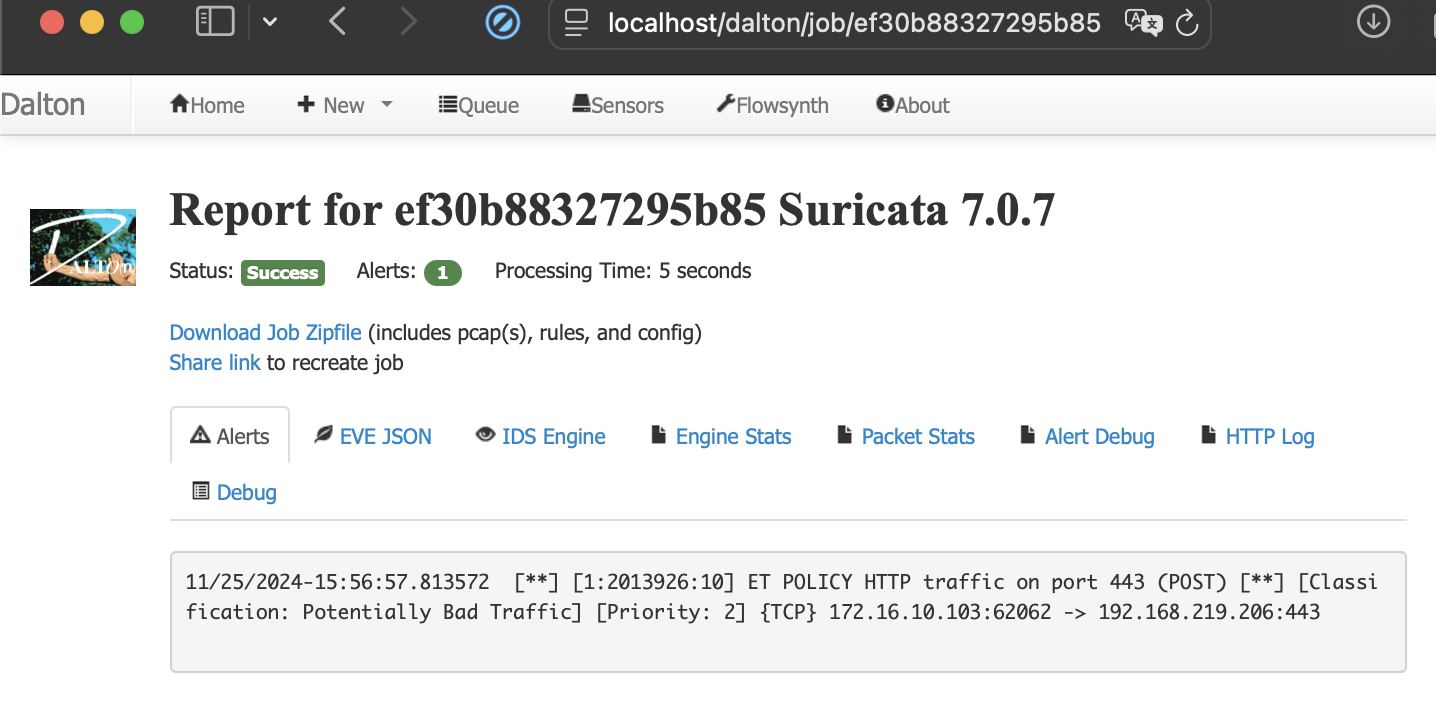 localhost/dalton/job/ef30b88327295b85
Dalton Home New Queue Sensors Flowsynth About
Report for ef30b88327295b85 Suricata 7.0.7
DALTON
Status: Success Alerts: 1 Processing Time: 5 seconds
Download Job Zipfile (includes pcap(s), rules, and config)
Share link to recreate job
Alerts EVE JSON IDS Engine Engine Stats Packet Stats Alert Debug HTTP Log
Debug
11/25/2024-15:56:57.813572  [**] [1:2013926:10] ET POLICY HTTP traffic on port 443 (POST) [**] [Classi
fication: Potentially Bad Traffic] [Priority: 2] {TCP} 172.16.10.103:62062 -> 192.168.219.206:443